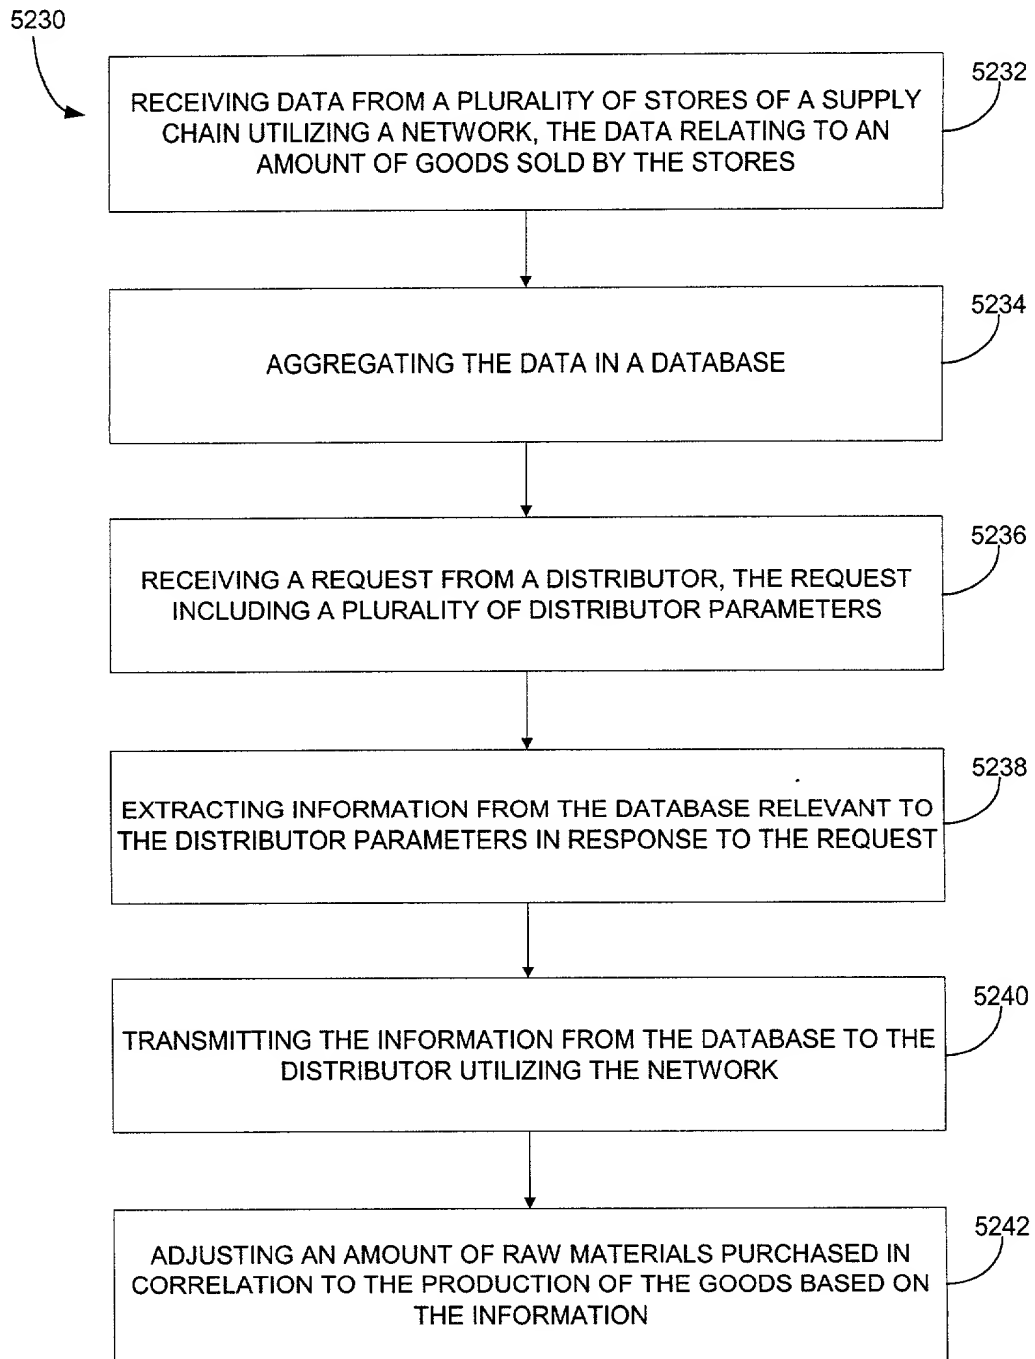 5230
5232
RECEIVING DATA FROM A PLURALITY OF STORES OF A SUPPLY
CHAIN UTILIZING A NETWORK, THE DATA RELATING TO AN
AMOUNT OF GOODS SOLD BY THE STORES
5234
AGGREGATING THE DATA IN A DATABASE
5236
RECEIVING A REQUEST FROM A DISTRIBUTOR, THE REQUEST
INCLUDING A PLURALITY OF DISTRIBUTOR PARAMETERS
5238
EXTRACTING INFORMATION FROM THE DATABASE RELEVANT TO
THE DISTRIBUTOR PARAMETERS IN RESPONSE TO THE REQUEST
5240
TRANSMITTING THE INFORMATION FROM THE DATABASE TO THE
DISTRIBUTOR UTILIZING THE NETWORK
5242
ADJUSTING AN AMOUNT OF RAW MATERIALS PURCHASED IN
CORRELATION TO THE PRODUCTION OF THE GOODS BASED ON
THE INFORMATION